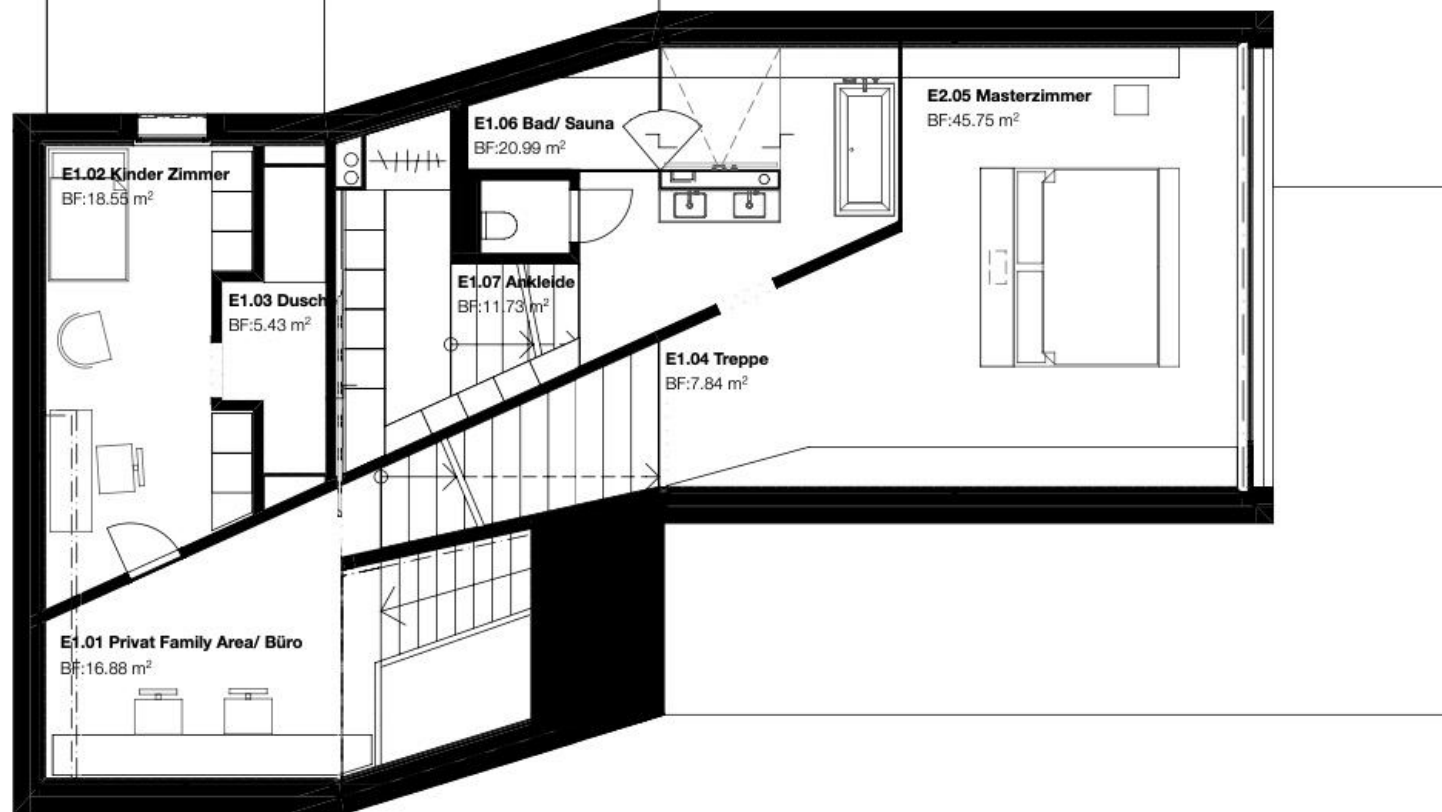 E1.06 Bad/ Sauna
BF:20.99 m²
E2.05 Masterzimmer
BF:45.75 m²
E1.02 Kinder Zimmer
BF:18.55 m²
E1.03 Dusch
BF:5.43 m²
E1.07 Ankleide
BF:11.73 m²
E1.04 Treppe
BF:7.84 m²
E1.01 Privat Family Area/ Büro
BF:16.88 m²